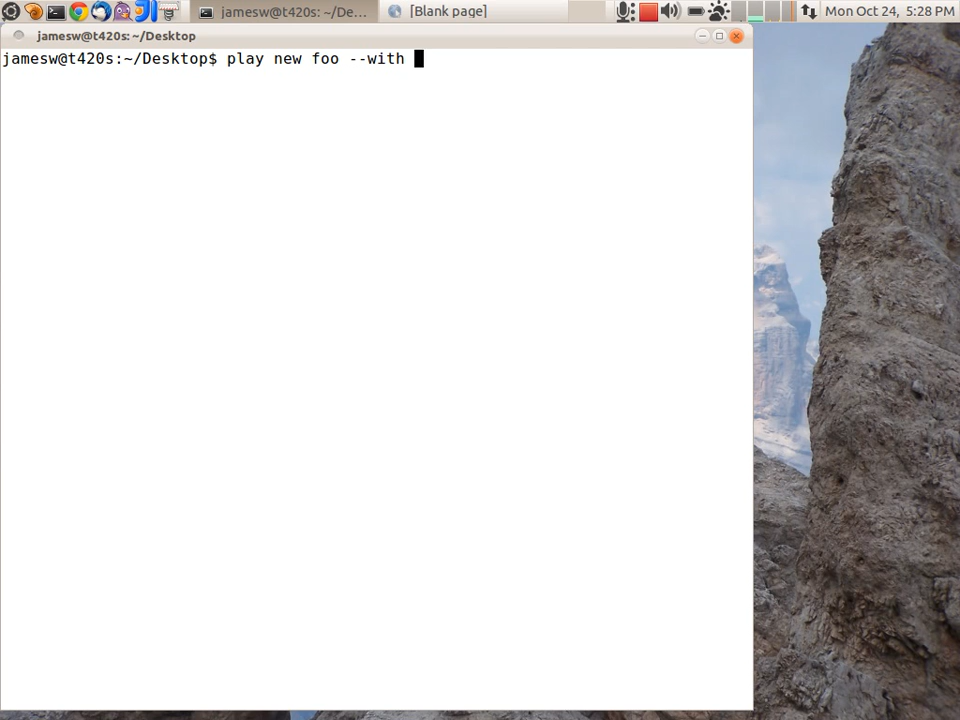 jamesw@t420s: ~/De...
[Blank page]
Mon Oct 24, 5:28 PM
jamesw@t420s: ~/Desktop
jamesw@t420s:~/Desktop$ play new foo --with